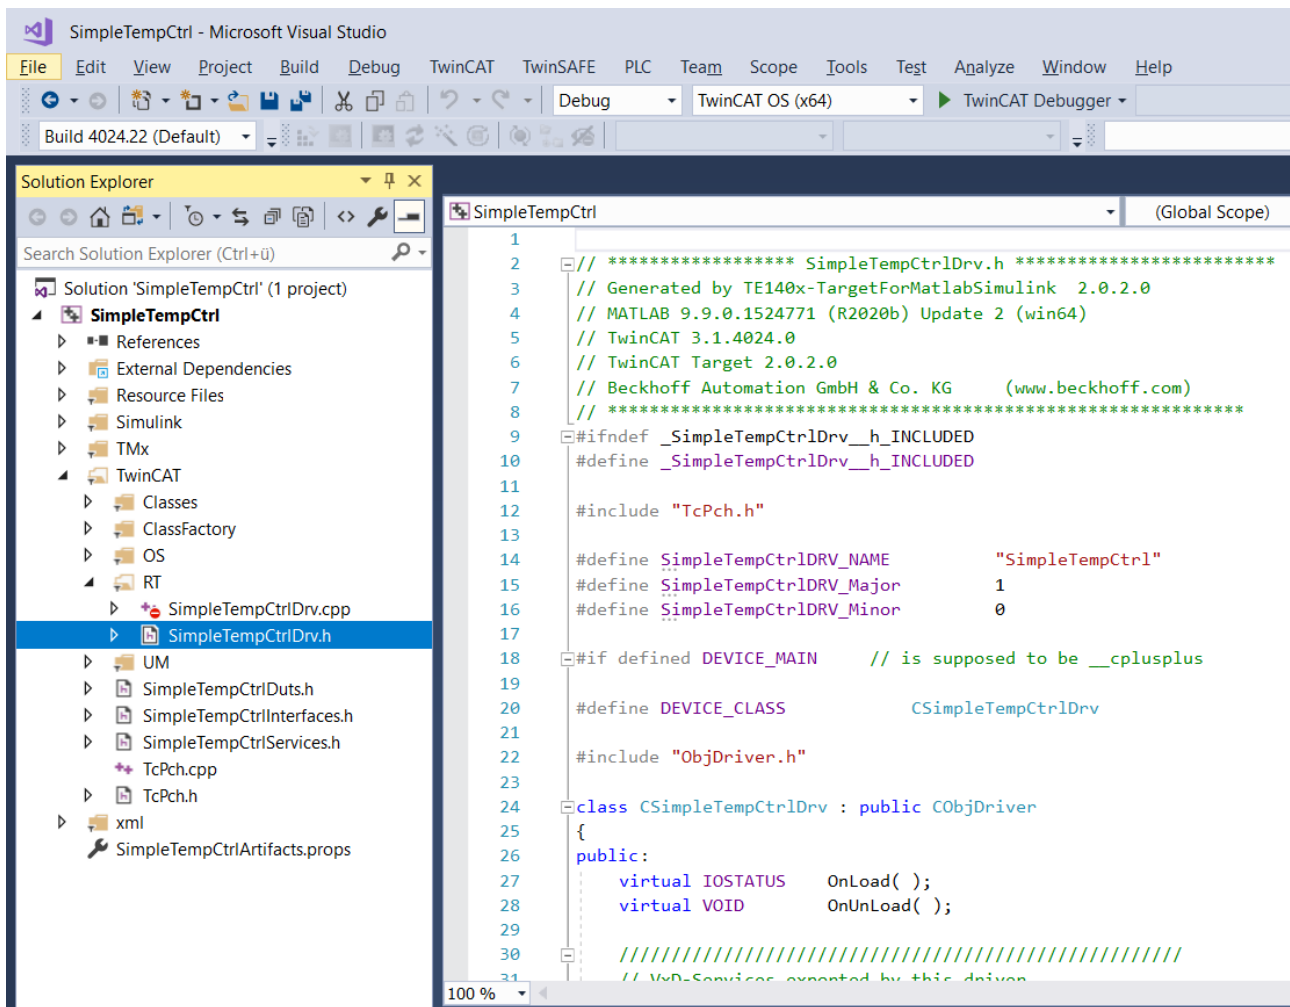 SimpleTempCtrl - Microsoft Visual Studio
File Edit View Project Build Debug TwinCAT TwinSAFE PLC Team Scope Tools Test Analyze Window Help
Debug TwinCAT OS (x64) TwinCAT Debugger
Build 4024.22 (Default)
Solution Explorer
Search Solution Explorer (Ctrl+ü)
Solution 'SimpleTempCtrl' (1 project)
SimpleTempCtrl
References
External Dependencies
Resource Files
Simulink
TMx
TwinCAT
Classes
ClassFactory
OS
RT
SimpleTempCtrlDrv.cpp
SimpleTempCtrlDrv.h
UM
SimpleTempCtrlDuts.h
SimpleTempCtrlInterfaces.h
SimpleTempCtrlServices.h
TcPch.cpp
TcPch.h
xml
SimpleTempCtrlArtifacts.props
SimpleTempCtrl (Global Scope)
1
2 // ****************** SimpleTempCtrlDrv.h *************************
3 // Generated by TE140x-TargetForMatlabSimulink  2.0.2.0
4 // MATLAB 9.9.0.1524771 (R2020b) Update 2 (win64)
5 // TwinCAT 3.1.4024.0
6 // TwinCAT Target 2.0.2.0
7 // Beckhoff Automation GmbH & Co. KG     (www.beckhoff.com)
8 // *************************************************************
9 #ifndef _SimpleTempCtrlDrv__h_INCLUDED
10 #define _SimpleTempCtrlDrv__h_INCLUDED
11
12 #include "TcPch.h"
13
14 #define SimpleTempCtrlDRV_NAME          "SimpleTempCtrl"
15 #define SimpleTempCtrlDRV_Major         1
16 #define SimpleTempCtrlDRV_Minor         0
17
18 #if defined DEVICE_MAIN     // is supposed to be __cplusplus
19
20 #define DEVICE_CLASS            CSimpleTempCtrlDrv
21
22 #include "ObjDriver.h"
23
24 class CSimpleTempCtrlDrv : public CObjDriver
25 {
26 public:
27     virtual IOSTATUS    OnLoad( );
28     virtual VOID        OnUnLoad( );
29
30     //////////////////////////////////////////////////////
31     // VxD-Services exported by this driver
100 %